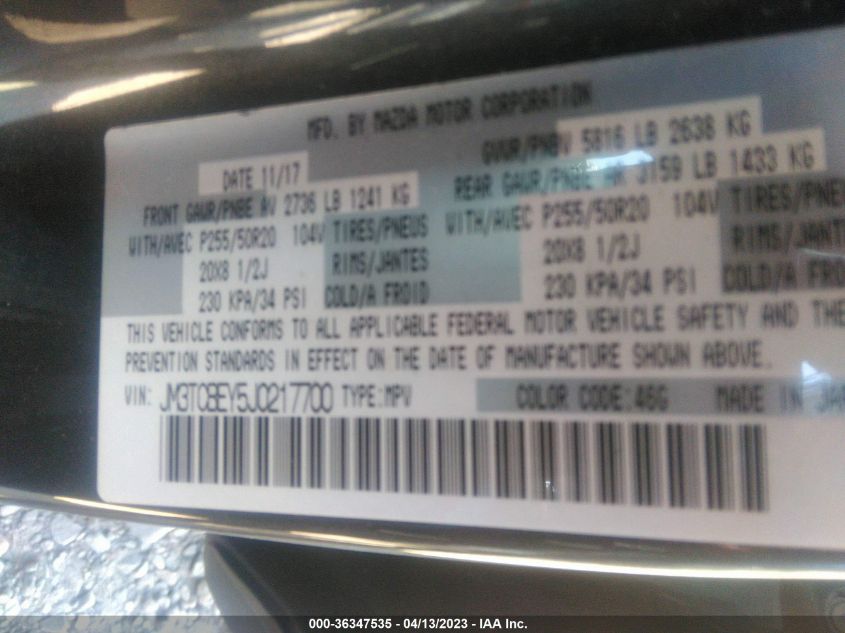 MFD. BY MAZDA MOTOR CORPORATION
DATE 11/17 GVWR/PNBV 5816 LB 2638 KG
FRONT GAWR/PNBE AV 2736 LB 1241 KG REAR GAWR/PNBE AR 3159 LB 1433 KG
WITH/AVEC P255/50R20 104V TIRES/PNEUS WITH/AVEC P255/50R20 104V TIRES/PNEU
20X8 1/2J RIMS/JANTES 20X8 1/2J RIMS/JANTE
230 KPA/34 PSI COLD/A FROID 230 KPA/34 PSI COLD/A FROI
THIS VEHICLE CONFORMS TO ALL APPLICABLE FEDERAL MOTOR VEHICLE SAFETY AND THE
PREVENTION STANDARDS IN EFFECT ON THE DATE OF MANUFACTURE SHOWN ABOVE.
VIN: JM3TCBEY5J0217700 TYPE:MPV COLOR CODE:46G MADE IN JAP
000-36347535 - 04/13/2023 - IAA Inc.